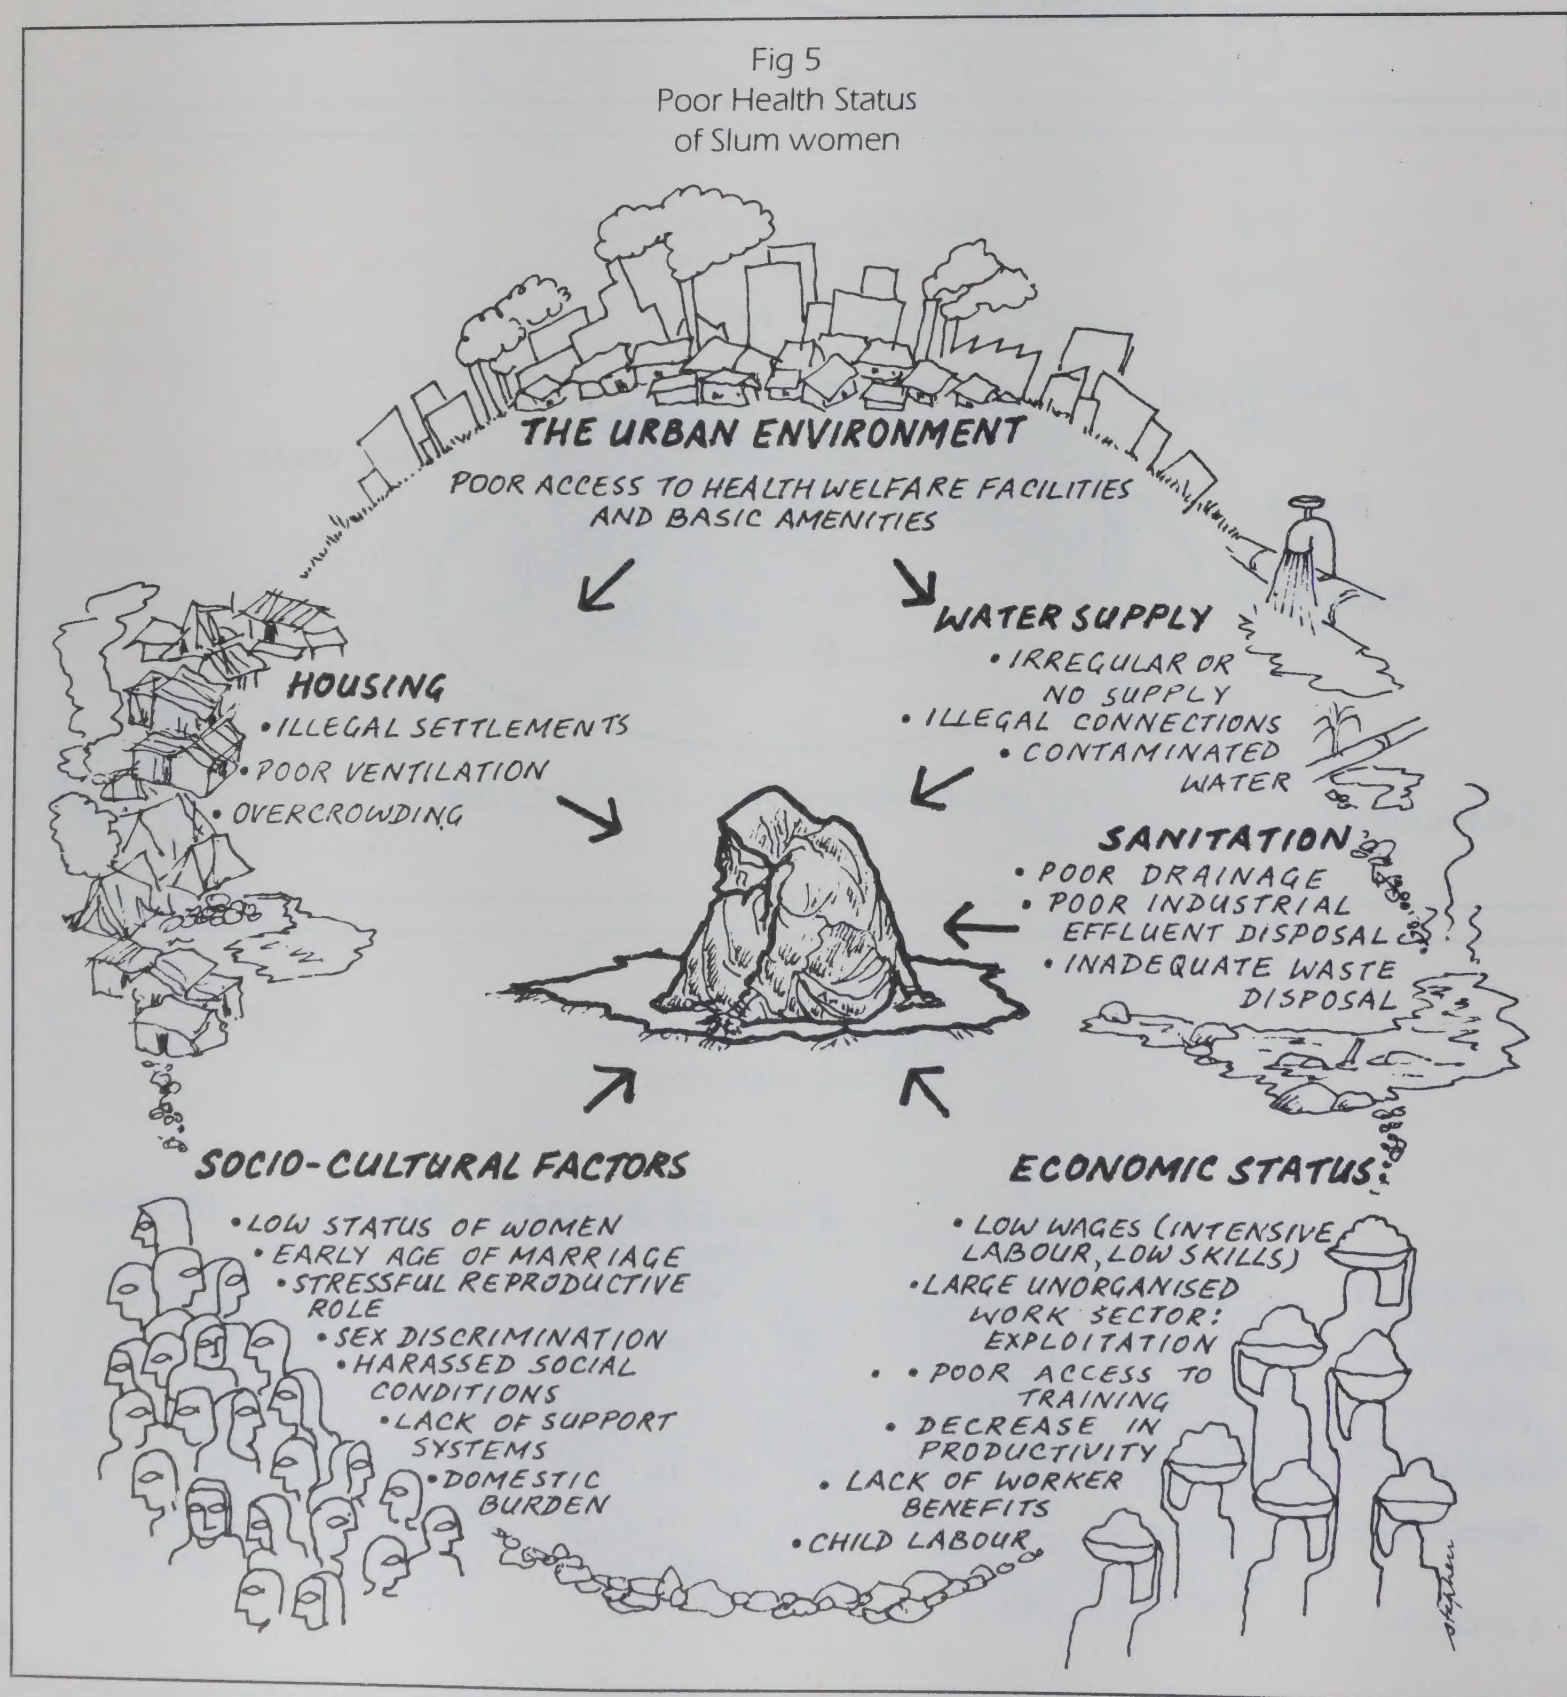 Fig 5
Poor Health Status
of Slum women
THE URBAN ENVIRONMENT
POOR ACCESS TO HEALTH WELFARE FACILITIES
AND BASIC AMENITIES
HOUSING
• ILLEGAL SETTLEMENTS
• POOR VENTILATION
• OVERCROWDING
WATER SUPPLY
• IRREGULAR OR
NO SUPPLY
• ILLEGAL CONNECTIONS
• CONTAMINATED
WATER
SANITATION
• POOR DRAINAGE
• POOR INDUSTRIAL
EFFLUENT DISPOSAL
• INADEQUATE WASTE
DISPOSAL
SOCIO-CULTURAL FACTORS
• LOW STATUS OF WOMEN
• EARLY AGE OF MARRIAGE
• STRESSFUL REPRODUCTIVE
ROLE
• SEX DISCRIMINATION
• HARASSED SOCIAL
CONDITIONS
• LACK OF SUPPORT
SYSTEMS
• DOMESTIC
BURDEN
ECONOMIC STATUS
• LOW WAGES (INTENSIVE
LABOUR, LOW SKILLS)
• LARGE UNORGANISED
WORK SECTOR:
EXPLOITATION
• POOR ACCESS TO
TRAINING
• DECREASE IN
PRODUCTIVITY
• LACK OF WORKER
BENEFITS
• CHILD LABOUR
stephen